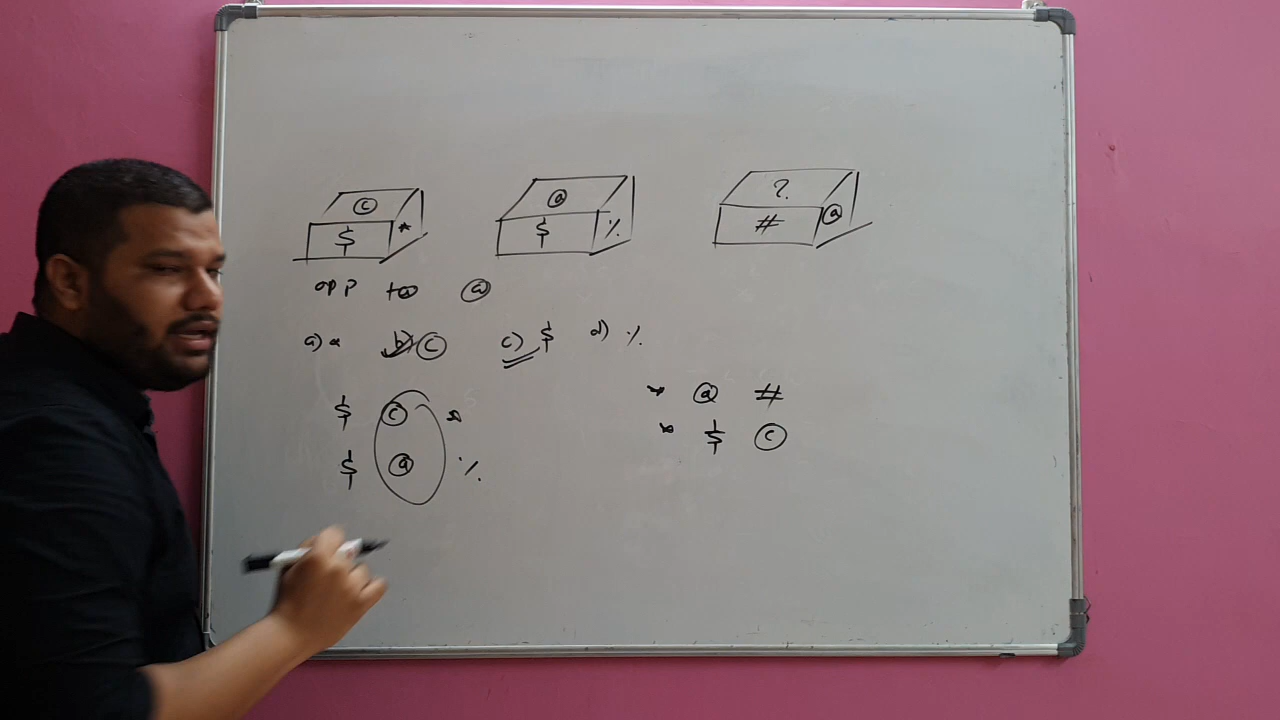 © @ ?
$ * $ % # @
opp to @
a) * b) © c) $ d) %
* @ #
$ © * * $ ©
$ @ %